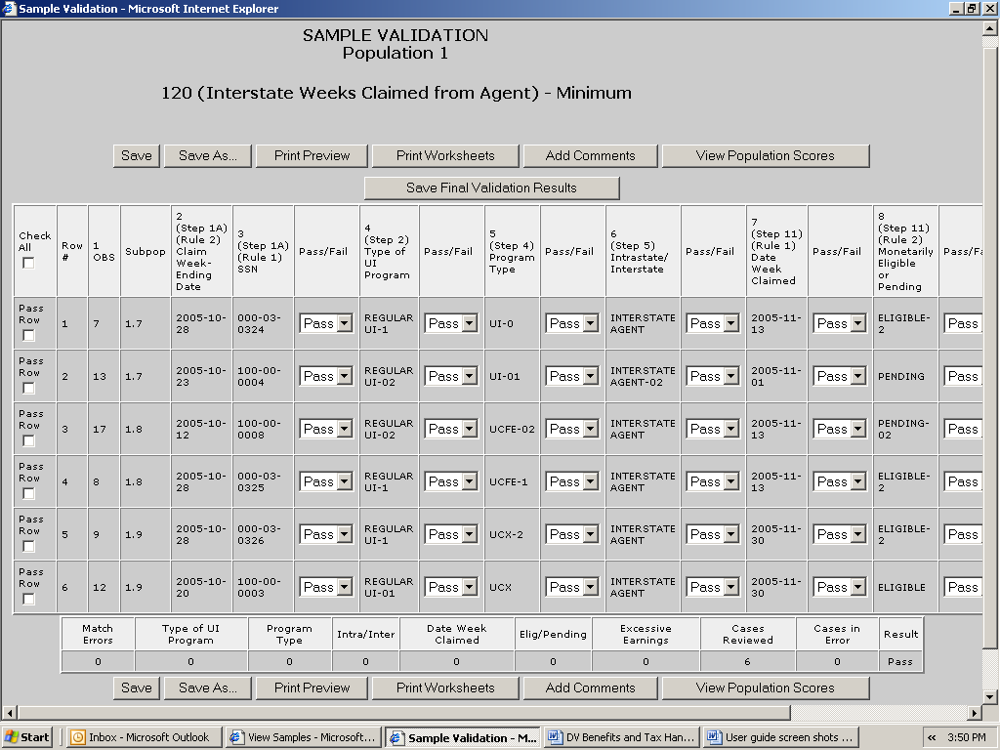 Sample Validation - Microsoft Internet Explorer
SAMPLE VALIDATION
Population 1
120 (Interstate Weeks Claimed from Agent) - Minimum
Save Save As... Print Preview Print Worksheets Add Comments View Population Scores
Save Final Validation Results
Check All
Row #
1 OBS
Subpop
2 (Step 1A) (Rule 2) Claim Week-Ending Date
3 (Step 1A) (Rule 1) SSN
Pass/Fail
4 (Step 2) Type of UI Program
Pass/Fail
5 (Step 4) Program Type
Pass/Fail
6 (Step 5) Intrastate/ Interstate
Pass/Fail
7 (Step 11) (Rule 1) Date Week Claimed
Pass/Fail
8 (Step 11) (Rule 2) Monetarily Eligible or Pending
Pass/Fa
Pass Row 1 7 1.7 2005-10-28 000-03-0324 Pass REGULAR UI-1 Pass UI-0 Pass INTERSTATE AGENT Pass 2005-11-13 Pass ELIGIBLE-2 Pass
Pass Row 2 13 1.7 2005-10-23 100-00-0004 Pass REGULAR UI-02 Pass UI-01 Pass INTERSTATE AGENT-02 Pass 2005-11-01 Pass PENDING Pass
Pass Row 3 17 1.8 2005-10-12 100-00-0008 Pass REGULAR UI-02 Pass UCFE-02 Pass INTERSTATE AGENT Pass 2005-11-13 Pass PENDING-02 Pass
Pass Row 4 8 1.8 2005-10-28 000-03-0325 Pass REGULAR UI-1 Pass UCFE-1 Pass INTERSTATE AGENT Pass 2005-11-13 Pass ELIGIBLE-2 Pass
Pass Row 5 9 1.9 2005-10-28 000-03-0326 Pass REGULAR UI-1 Pass UCX-2 Pass INTERSTATE AGENT Pass 2005-11-30 Pass ELIGIBLE-2 Pass
Pass Row 6 12 1.9 2005-10-20 100-00-0003 Pass REGULAR UI-01 Pass UCX Pass INTERSTATE AGENT Pass 2005-11-30 Pass ELIGIBLE Pass
Match Errors Type of UI Program Program Type Intra/Inter Date Week Claimed Elig/Pending Excessive Earnings Cases Reviewed Cases in Error Result
0 0 0 0 0 0 0 6 0 Pass
Save Save As... Print Preview Print Worksheets Add Comments View Population Scores
Start Inbox - Microsoft Outlook View Samples - Microsoft... Sample Validation - M... DV Benefits and Tax Han... User guide screen shots ... « 3:50 PM